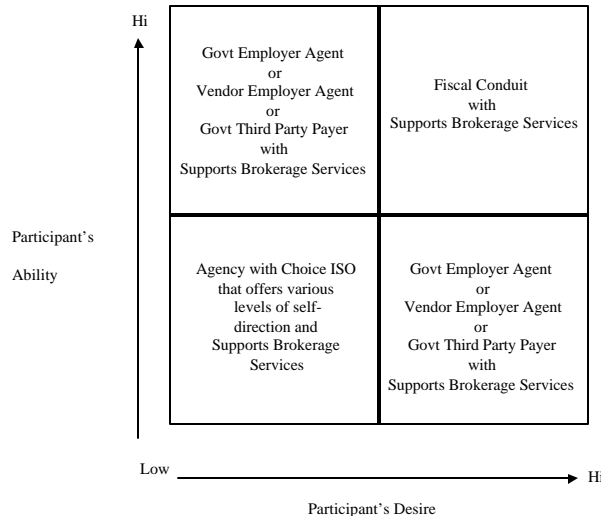 Hi
Govt Employer Agent
or
Vendor Employer Agent
or
Govt Third Party Payer
with
Supports Brokerage Services
Fiscal Conduit
with
Supports Brokerage Services
Participant’s
Ability
Agency with Choice ISO
that offers various
levels of self-
direction and
Supports Brokerage
Services
Govt Employer Agent
or
Vendor Employer Agent
or
Govt Third Party Payer
with
Supports Brokerage Services
Low
Hi
Participant’s Desire